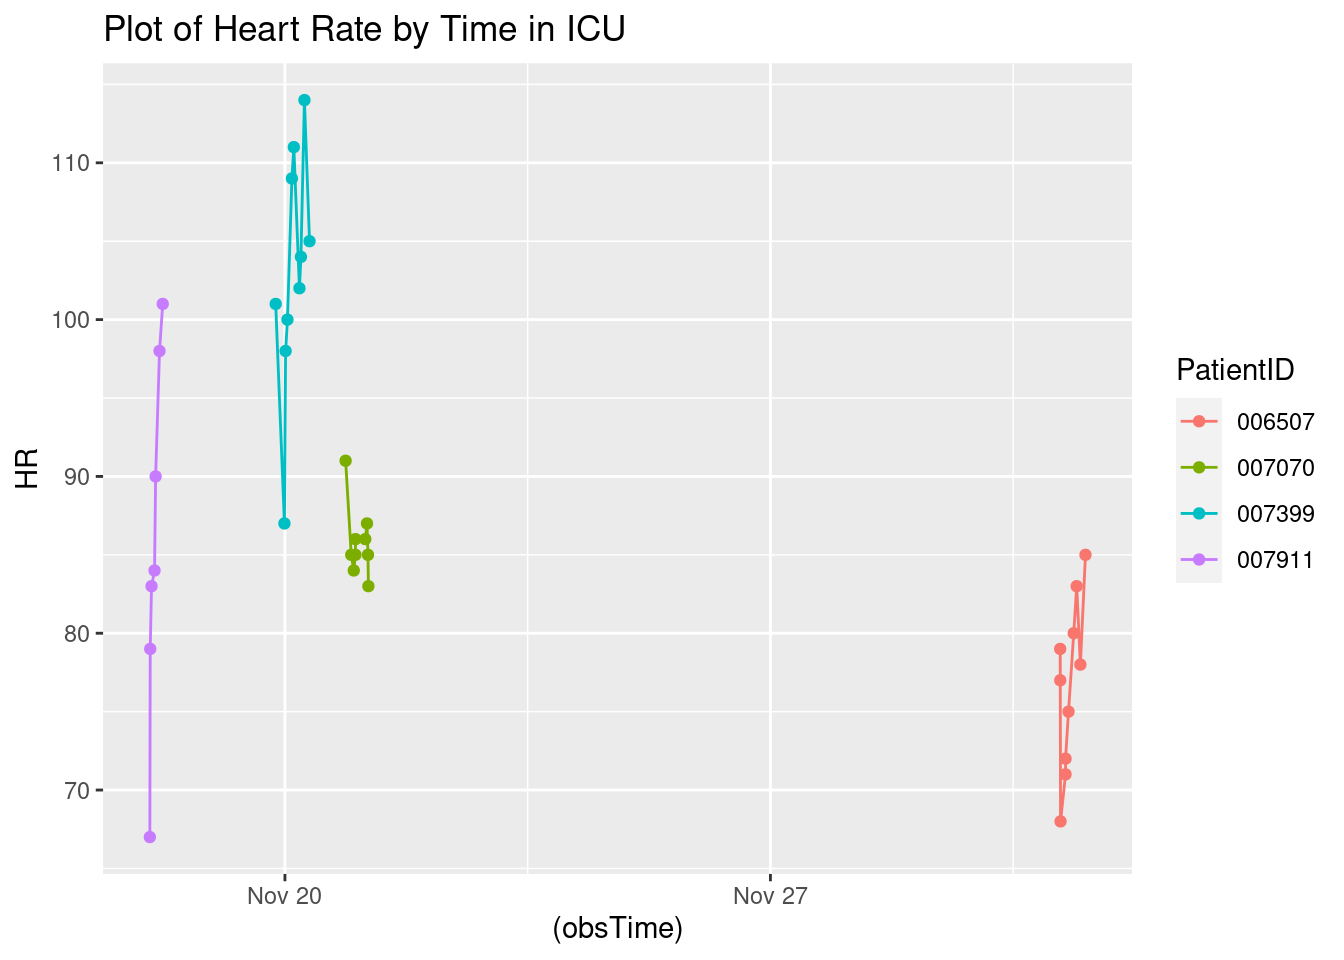 Plot of Heart Rate by Time in ICU
110
100
90
80
70
HR
Nov 20
Nov 27
(obsTime)
PatientID
006507
007070
007399
007911